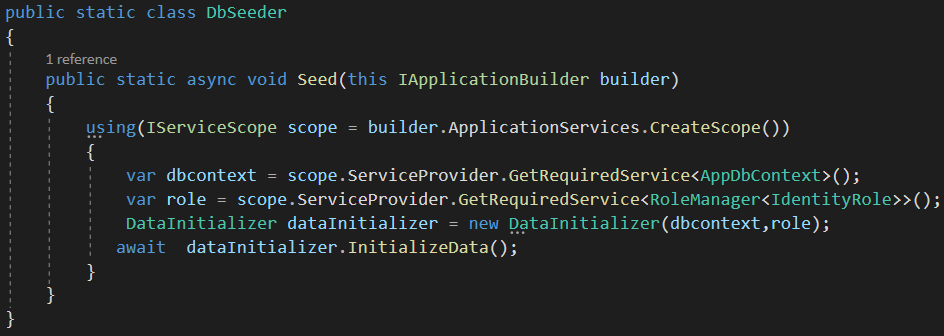 public static class DbSeeder
{
1 reference
public static async void Seed(this IApplicationBuilder builder)
{
using(IServiceScope scope = builder.ApplicationServices.CreateScope())
{
var dbcontext = scope.ServiceProvider.GetRequiredService<AppDbContext>();
var role = scope.ServiceProvider.GetRequiredService<RoleManager<IdentityRole>>();
DataInitializer dataInitializer = new DataInitializer(dbcontext,role);
await  dataInitializer.InitializeData();
}
}
}